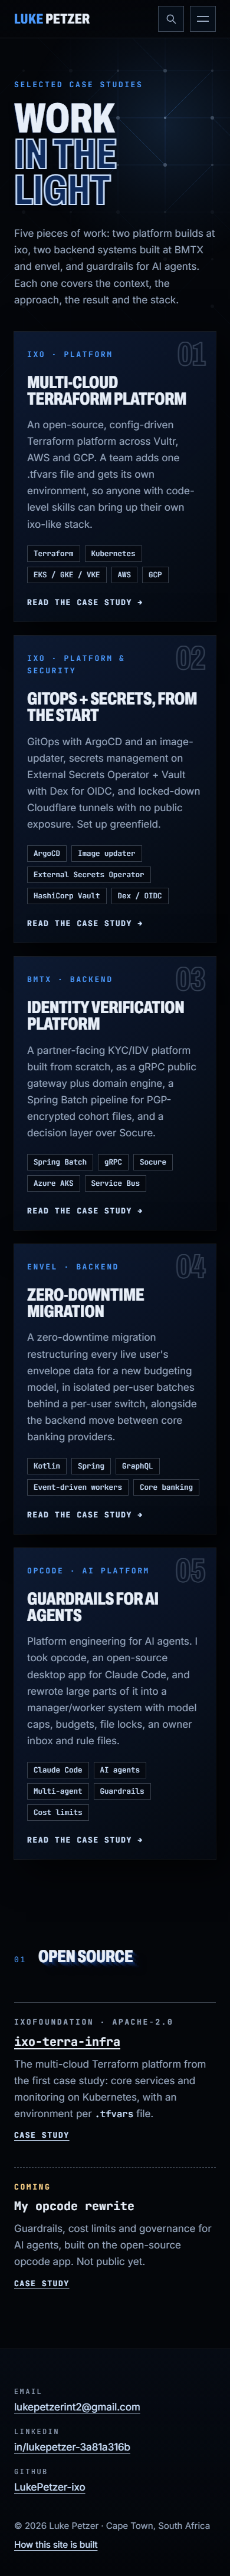 LUKE PETZER
SELECTED CASE STUDIES
WORK
IN THE
LIGHT
Five pieces of work: two platform builds at
ixo, two backend systems built at BMTX
and envel, and guardrails for AI agents.
Each one covers the context, the
approach, the result and the stack.
IXO · PLATFORM
01
MULTI-CLOUD
TERRAFORM PLATFORM
An open-source, config-driven
Terraform platform across Vultr,
AWS and GCP. A team adds one
.tfvars file and gets its own
environment, so anyone with code-
level skills can bring up their own
ixo-like stack.
Terraform Kubernetes
EKS / GKE / VKE AWS GCP
READ THE CASE STUDY →
IXO · PLATFORM &
SECURITY
02
GITOPS + SECRETS, FROM
THE START
GitOps with ArgoCD and an image-
updater, secrets management on
External Secrets Operator + Vault
with Dex for OIDC, and locked-down
Cloudflare tunnels with no public
exposure. Set up greenfield.
ArgoCD Image updater
External Secrets Operator
HashiCorp Vault Dex / OIDC
READ THE CASE STUDY →
BMTX · BACKEND
03
IDENTITY VERIFICATION
PLATFORM
A partner-facing KYC/IDV platform
built from scratch, as a gRPC public
gateway plus domain engine, a
Spring Batch pipeline for PGP-
encrypted cohort files, and a
decision layer over Socure.
Spring Batch gRPC Socure
Azure AKS Service Bus
READ THE CASE STUDY →
ENVEL · BACKEND
04
ZERO-DOWNTIME
MIGRATION
A zero-downtime migration
restructuring every live user's
envelope data for a new budgeting
model, in isolated per-user batches
behind a per-user switch, alongside
the backend move between core
banking providers.
Kotlin Spring GraphQL
Event-driven workers Core banking
READ THE CASE STUDY →
OPCODE · AI PLATFORM
05
GUARDRAILS FOR AI
AGENTS
Platform engineering for AI agents. I
took opcode, an open-source
desktop app for Claude Code, and
rewrote large parts of it into a
manager/worker system with model
caps, budgets, file locks, an owner
inbox and rule files.
Claude Code AI agents
Multi-agent Guardrails
Cost limits
READ THE CASE STUDY →
01 OPEN SOURCE
IXOFOUNDATION · APACHE-2.0
ixo-terra-infra
The multi-cloud Terraform platform from
the first case study: core services and
monitoring on Kubernetes, with an
environment per .tfvars file.
CASE STUDY
COMING
My opcode rewrite
Guardrails, cost limits and governance for
AI agents, built on the open-source
opcode app. Not public yet.
CASE STUDY
EMAIL
lukepetzerint2@gmail.com
LINKEDIN
in/lukepetzer-3a81a316b
GITHUB
LukePetzer-ixo
© 2026 Luke Petzer · Cape Town, South Africa
How this site is built